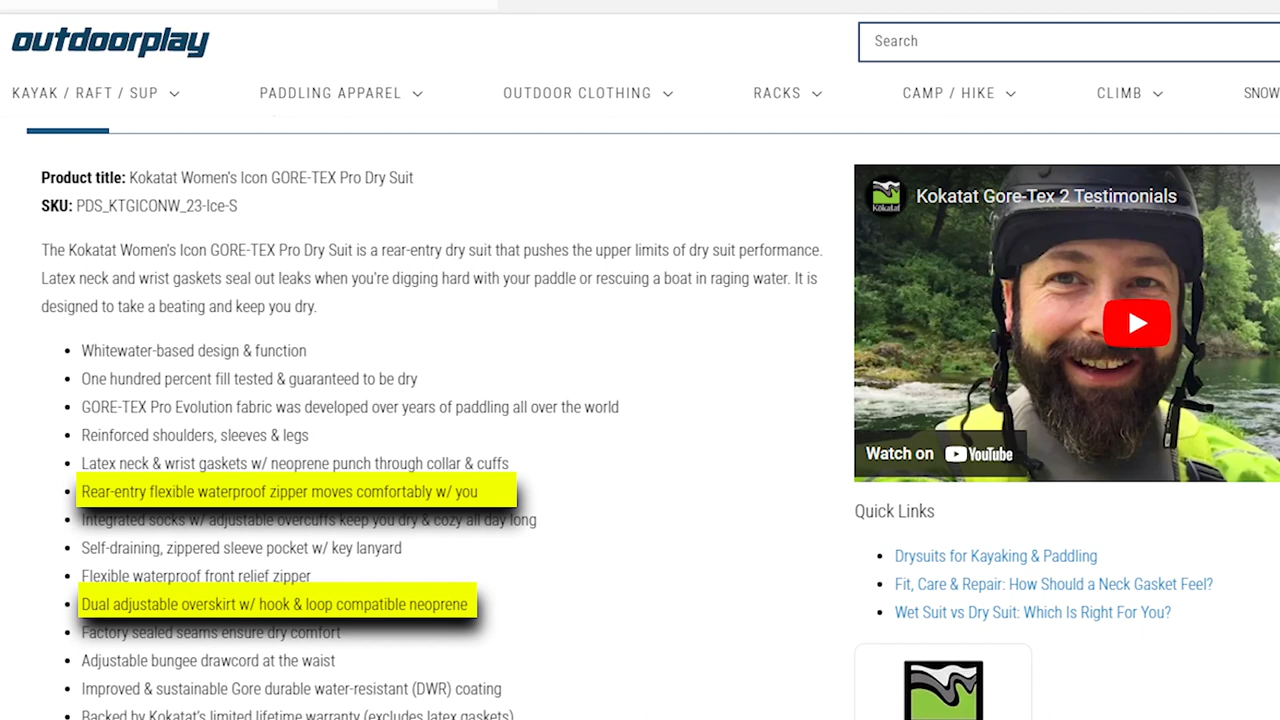 outdoorplay
Search
KAYAK / RAFT / SUP
PADDLING APPAREL
OUTDOOR CLOTHING
RACKS
CAMP / HIKE
CLIMB
SNOW
Product title: Kokatat Women's Icon GORE-TEX Pro Dry Suit
SKU: PDS_KTGICONW_23-Ice-S
The Kokatat Women's Icon GORE-TEX Pro Dry Suit is a rear-entry dry suit that pushes the upper limits of dry suit performance.
Latex neck and wrist gaskets seal out leaks when you're digging hard with your paddle or rescuing a boat in raging water. It is
designed to take a beating and keep you dry.
Whitewater-based design & function
One hundred percent fill tested & guaranteed to be dry
GORE-TEX Pro Evolution fabric was developed over years of paddling all over the world
Reinforced shoulders, sleeves & legs
Latex neck & wrist gaskets w/ neoprene punch through collar & cuffs
Rear-entry flexible waterproof zipper moves comfortably w/ you
Integrated socks w/ adjustable overcuffs keep you dry & cozy all day long
Self-draining, zippered sleeve pocket w/ key lanyard
Flexible waterproof front relief zipper
Dual adjustable overskirt w/ hook & loop compatible neoprene
Factory sealed seams ensure dry comfort
Adjustable bungee drawcord at the waist
Improved & sustainable Gore durable water-resistant (DWR) coating
Backed by Kokatat's limited lifetime warranty (excludes latex gaskets)
Kokatat
Kokatat Gore-Tex 2 Testimonials
Watch on YouTube
Quick Links
Drysuits for Kayaking & Paddling
Fit, Care & Repair: How Should a Neck Gasket Feel?
Wet Suit vs Dry Suit: Which Is Right For You?